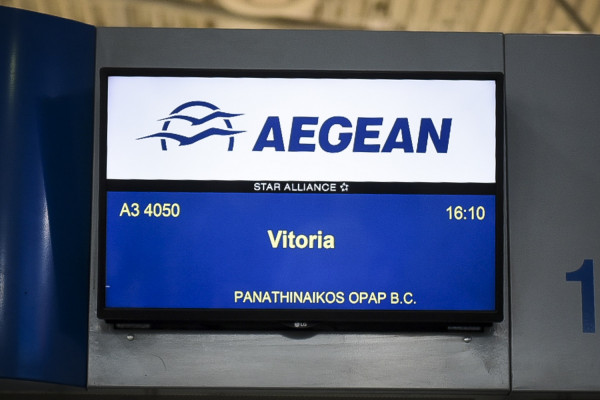 AEGEAN
STAR ALLIANCE
A3 4050 16:10
Vitoria
PANATHINAIKOS OPAP B.C.
LG
1